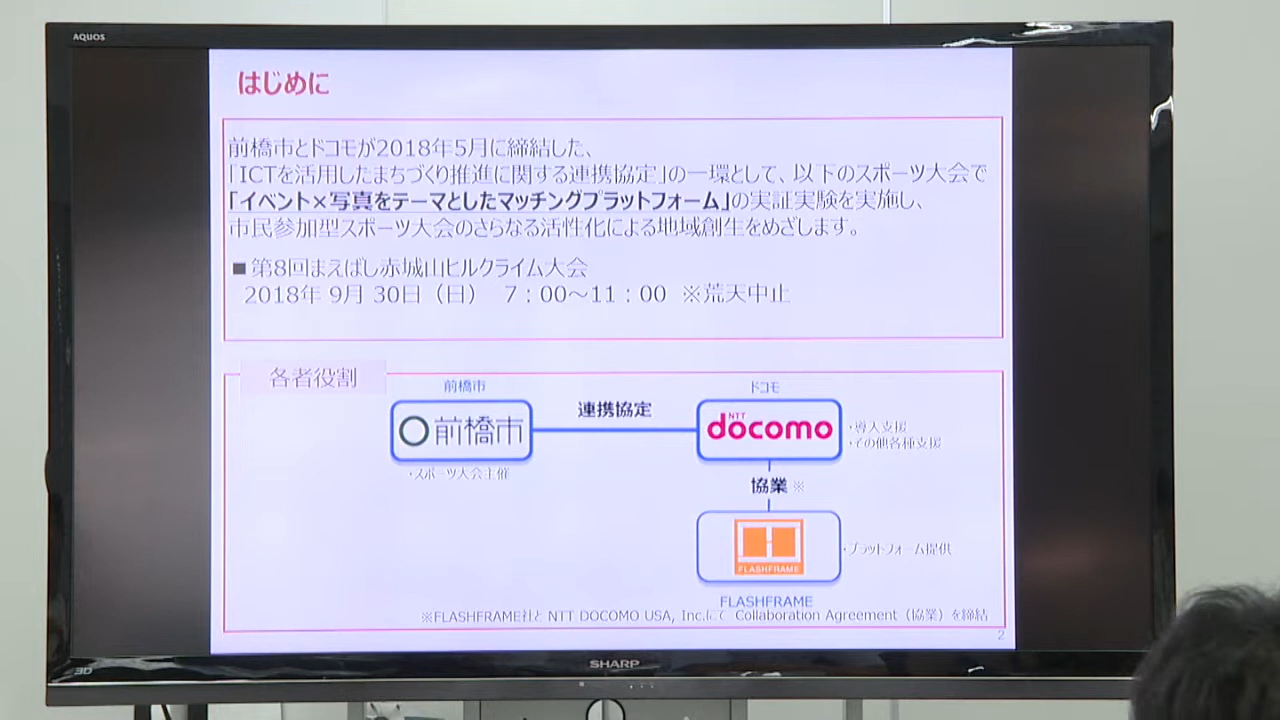 AQUOS
はじめに
前橋市とドコモが2018年5月に締結した、
「ICTを活用したまちづくり推進に関する連携協定」の一環として、以下のスポーツ大会で
「イベント×写真をテーマとしたマッチングプラットフォーム」の実証実験を実施し、
市民参加型スポーツ大会のさらなる活性化による地域創生をめざします。
■第8回まえばし赤城山ヒルクライム大会
2018年 9月 30日（日） 7：00～11：00 ※荒天中止
各者役割
前橋市
前橋市
・スポーツ大会主催
連携協定
ドコモ
NTT
docomo
・導入支援
・その他各種支援
協業 ※
FLASHFRAME
・プラットフォーム提供
FLASHFRAME
※FLASHFRAME社と NTT DOCOMO USA, Inc.にて Collaboration Agreement（協業）を締結
2
3D
SHARP